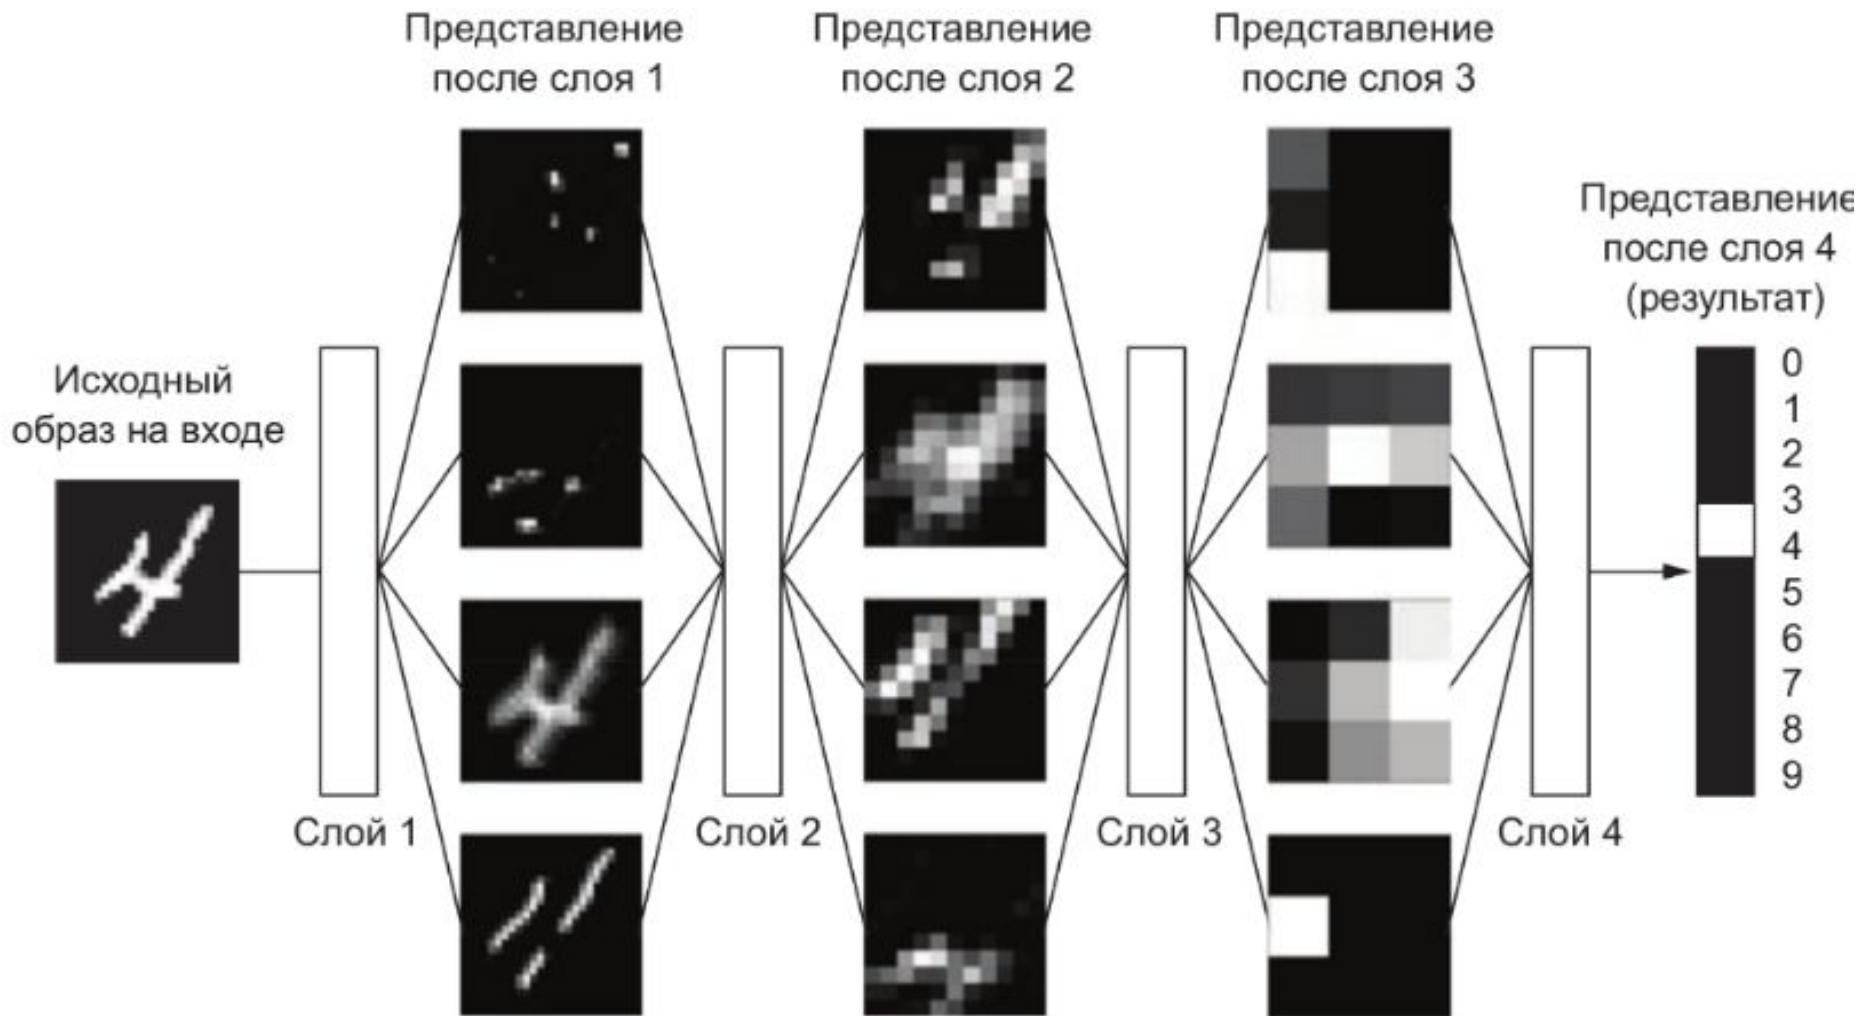 Представление
после слоя 1
Представление
после слоя 2
Представление
после слоя 3
Представление
после слоя 4
(результат)
Исходный
образ на входе
0
1
2
3
4
5
6
7
8
9
Слой 1
Слой 2
Слой 3
Слой 4